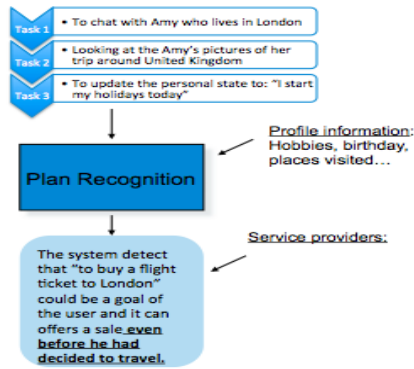 Task 1
• To chat with Amy who lives in London
Task 2
• Looking at the Amy's pictures of her
trip around United Kingdom
Task 3
• To update the personal state to: "I start
my holidays today"
Profile information:
Hobbies, birthday,
places visited...
Plan Recognition
Service providers:
The system detect
that "to buy a flight
ticket to London"
could be a goal of
the user and it can
offers a sale even
before he had
decided to travel.